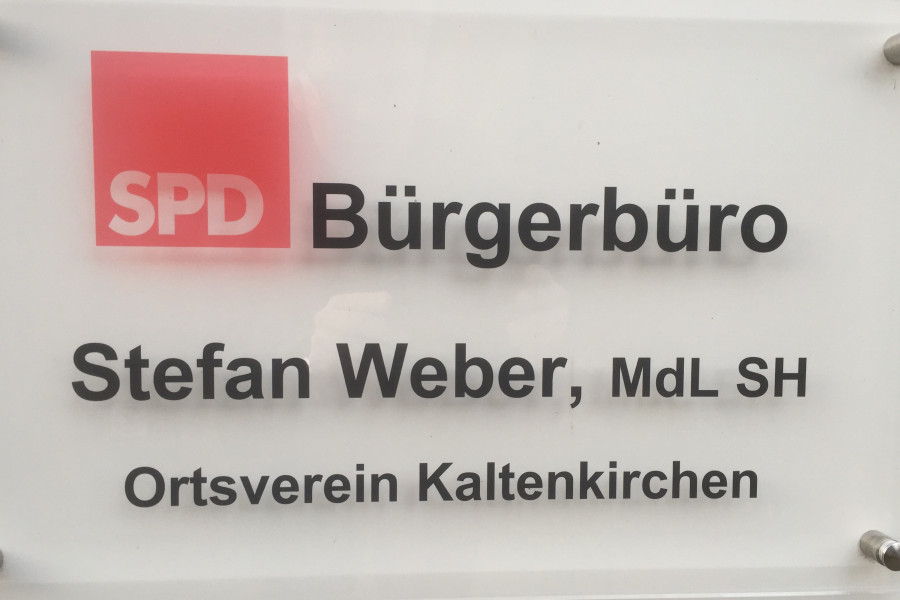 SPD Bürgerbüro
Stefan Weber, MdL SH
Ortsverein Kaltenkirchen